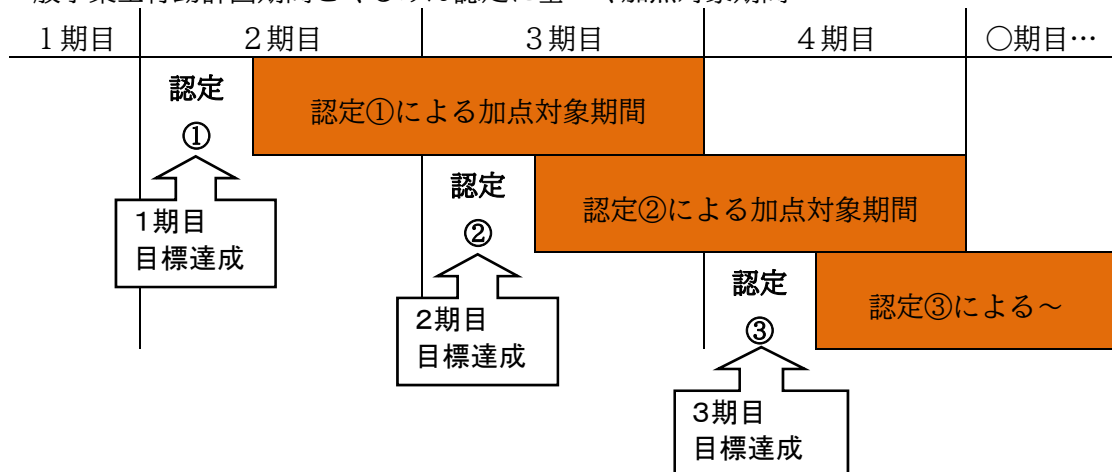 １期目 ２期目 ３期目 ４期目 〇期目…
認定
①
認定①による加点対象期間
1期目
目標達成
認定
②
認定②による加点対象期間
2期目
目標達成
認定
③
認定③による～
3期目
目標達成